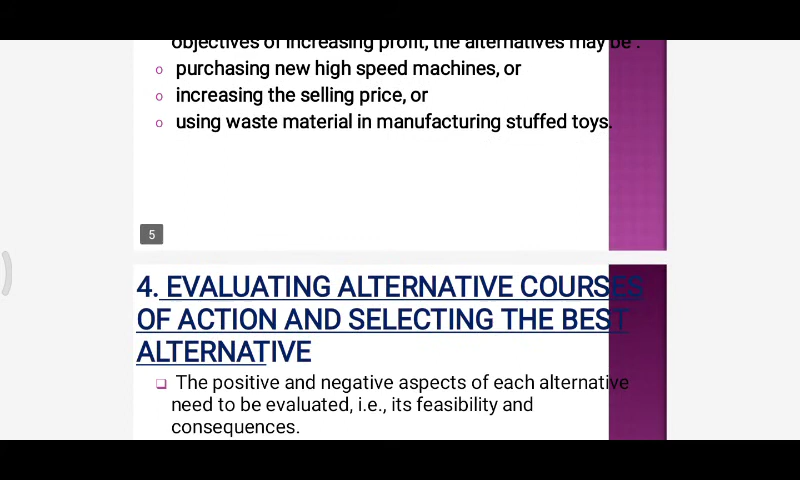 objectives of increasing profit, the alternatives may be :
o purchasing new high speed machines, or
o increasing the selling price, or
o using waste material in manufacturing stuffed toys.
5
4. EVALUATING ALTERNATIVE COURSES
OF ACTION AND SELECTING THE BEST
ALTERNATIVE
❑ The positive and negative aspects of each alternative
need to be evaluated, i.e., its feasibility and
consequences.